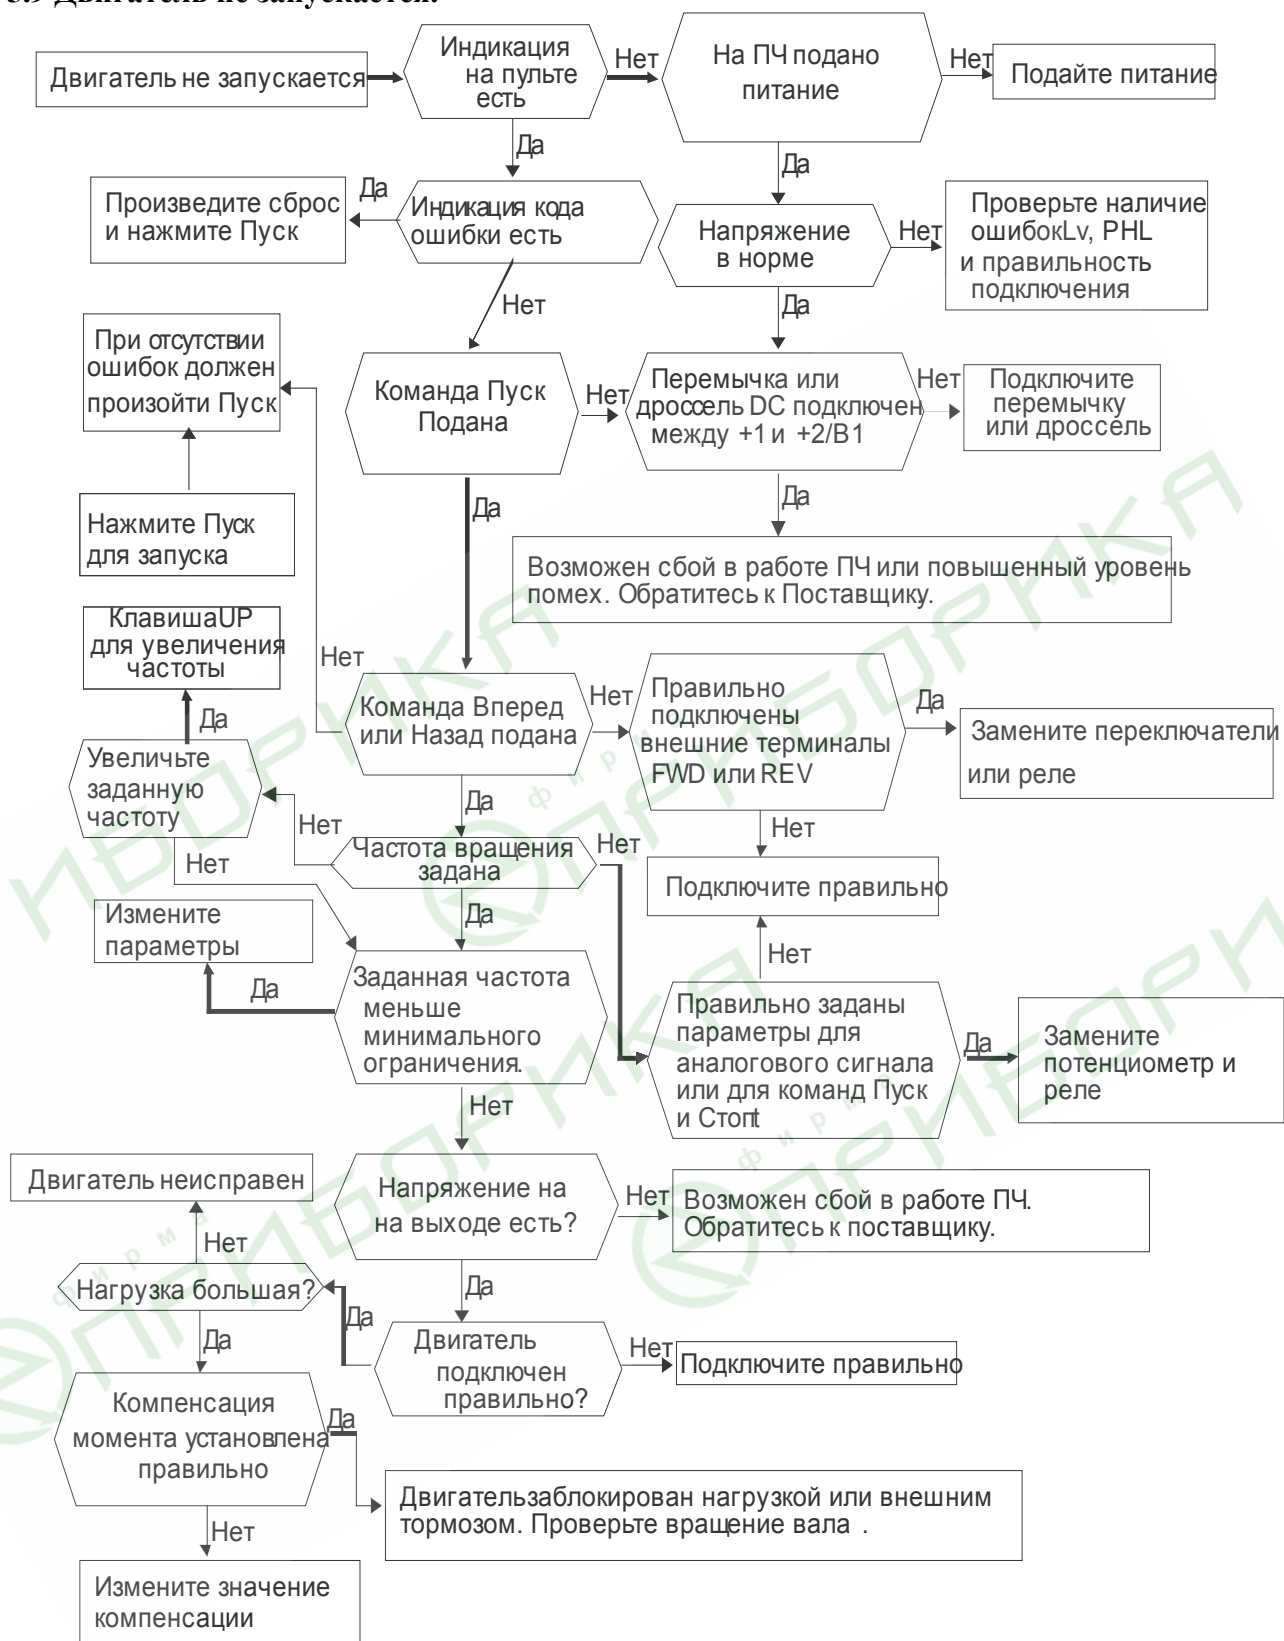 5.9 Двигатель не запускается.
Двигатель не запускается
Индикация
на пульте
есть
Нет
На ПЧ подано
питание
Нет
Подайте питание
Да
Да
Произведите сброс
и нажмите Пуск
Да
Индикация кода
ошибки есть
Напряжение
в норме
Нет
Проверьте наличие
ошибокLv, PHL
и правильность
подключения
Нет
Да
При отсутствии
ошибок должен
произойти Пуск
Команда Пуск
Подана
Нет
Перемычка или
дроссель DC подключен
между +1 и +2/B1
Нет
Подключите
перемычку
или дроссель
Да
Да
Нажмите Пуск
для запуска
Возможен сбой в работе ПЧ или повышенный уровень
помех. Обратитесь к Поставщику.
КлавишаUP
для увеличения
частоты
Нет
Да
Команда Вперед
или Назад подана
Нет
Правильно
подключены
внешние терминалы
FWD или REV
Да
Замените переключатели
или реле
Увеличьте
заданную
частоту
Да
Нет
Нет
Нет
Частота вращения
задана
Нет
Подключите правильно
Да
Нет
Измените
параметры
Да
Заданная частота
меньше
минимального
ограничения.
Правильно заданы
параметры для
аналогового сигнала
или для команд Пуск
и Стопt
Да
Замените
потенциометр и
реле
Нет
Двигатель неисправен
Напряжение на
на выходе есть?
Нет
Возможен сбой в работе ПЧ.
Обратитесь к поставщику.
Нет
Нагрузка большая?
Да
Да
Да
Двигатель
подключен
правильно?
Нет
Подключите правильно
Компенсация
момента установлена
правильно
Да
Двигательзаблокирован нагрузкой или внешним
тормозом. Проверьте вращение вала .
Нет
Измените значение
компенсации
фирма
ПРИБОРИКА